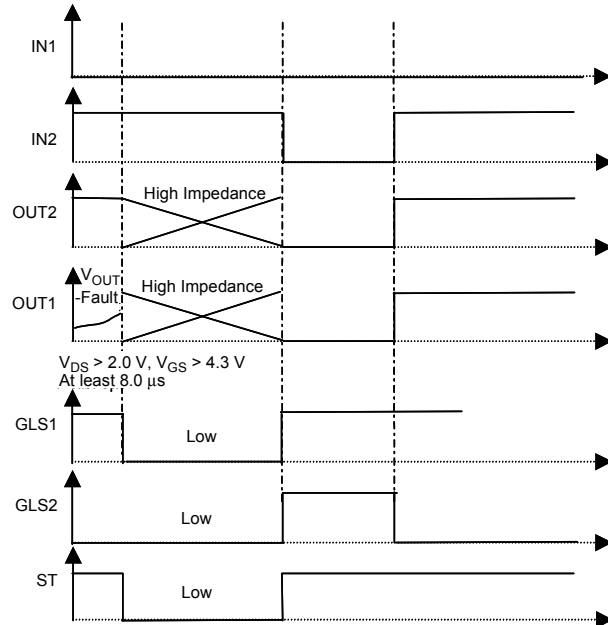 IN1
IN2
OUT2
High Impedance
OUT1
VOUT
-Fault
High Impedance
VDS > 2.0 V, VGS > 4.3 V
At least 8.0 µs
GLS1
Low
GLS2
Low
ST
Low